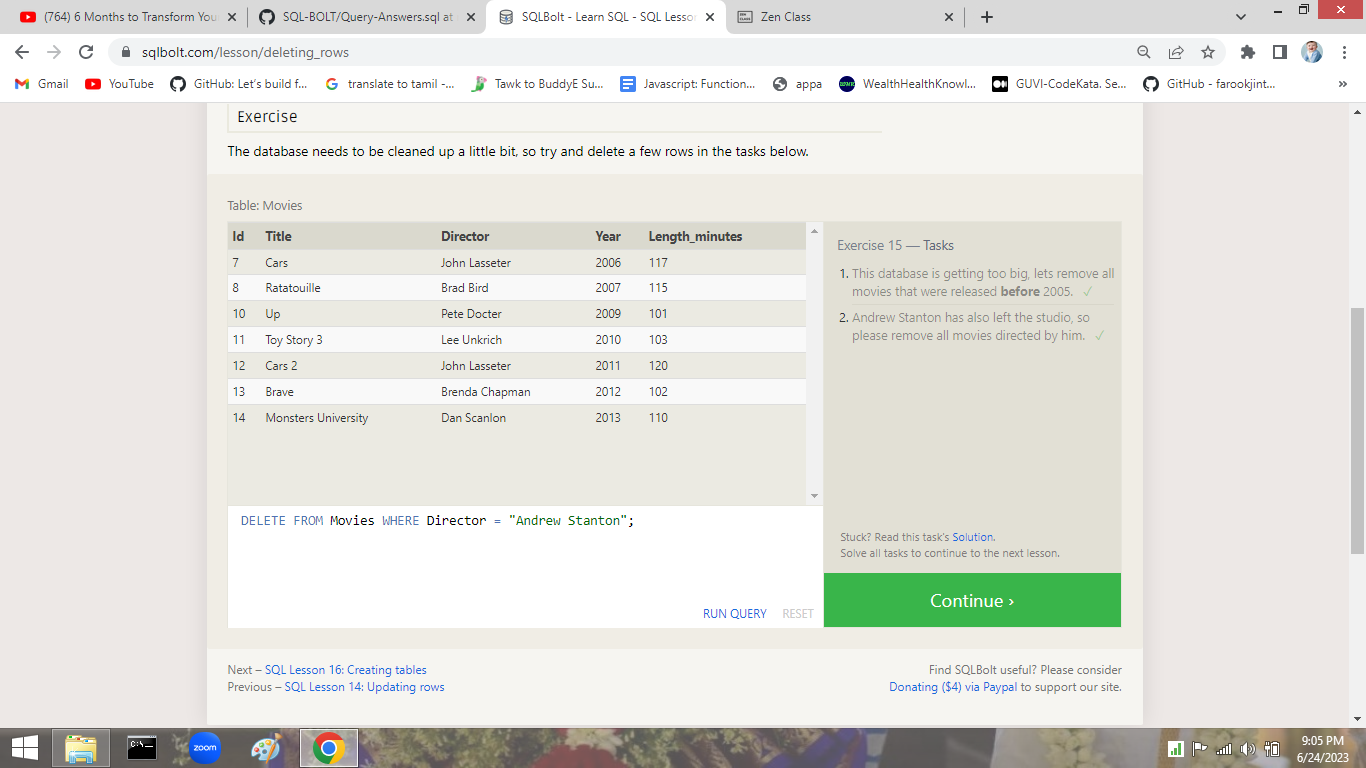 (764) 6 Months to Transform You
SQL-BOLT/Query-Answers.sql at
SQLBolt - Learn SQL - SQL Lesso
Zen Class
sqlbolt.com/lesson/deleting_rows
Gmail
YouTube
GitHub: Let's build f...
translate to tamil -...
Tawk to BuddyE Su...
Javascript: Function...
appa
WealthHealthKnowl...
GUVI-CodeKata. Se...
GitHub - farookjint...
»
Exercise
The database needs to be cleaned up a little bit, so try and delete a few rows in the tasks below.
Table: Movies
Id Title Director Year Length_minutes
7 Cars John Lasseter 2006 117
8 Ratatouille Brad Bird 2007 115
10 Up Pete Docter 2009 101
11 Toy Story 3 Lee Unkrich 2010 103
12 Cars 2 John Lasseter 2011 120
13 Brave Brenda Chapman 2012 102
14 Monsters University Dan Scanlon 2013 110
DELETE FROM Movies WHERE Director = "Andrew Stanton";
RUN QUERY RESET
Exercise 15 — Tasks
1. This database is getting too big, lets remove all
movies that were released before 2005. ✓
2. Andrew Stanton has also left the studio, so
please remove all movies directed by him. ✓
Stuck? Read this task's Solution.
Solve all tasks to continue to the next lesson.
Continue ›
Next – SQL Lesson 16: Creating tables
Previous – SQL Lesson 14: Updating rows
Find SQLBolt useful? Please consider
Donating ($4) via Paypal to support our site.
C:\
zoom
9:05 PM
6/24/2023